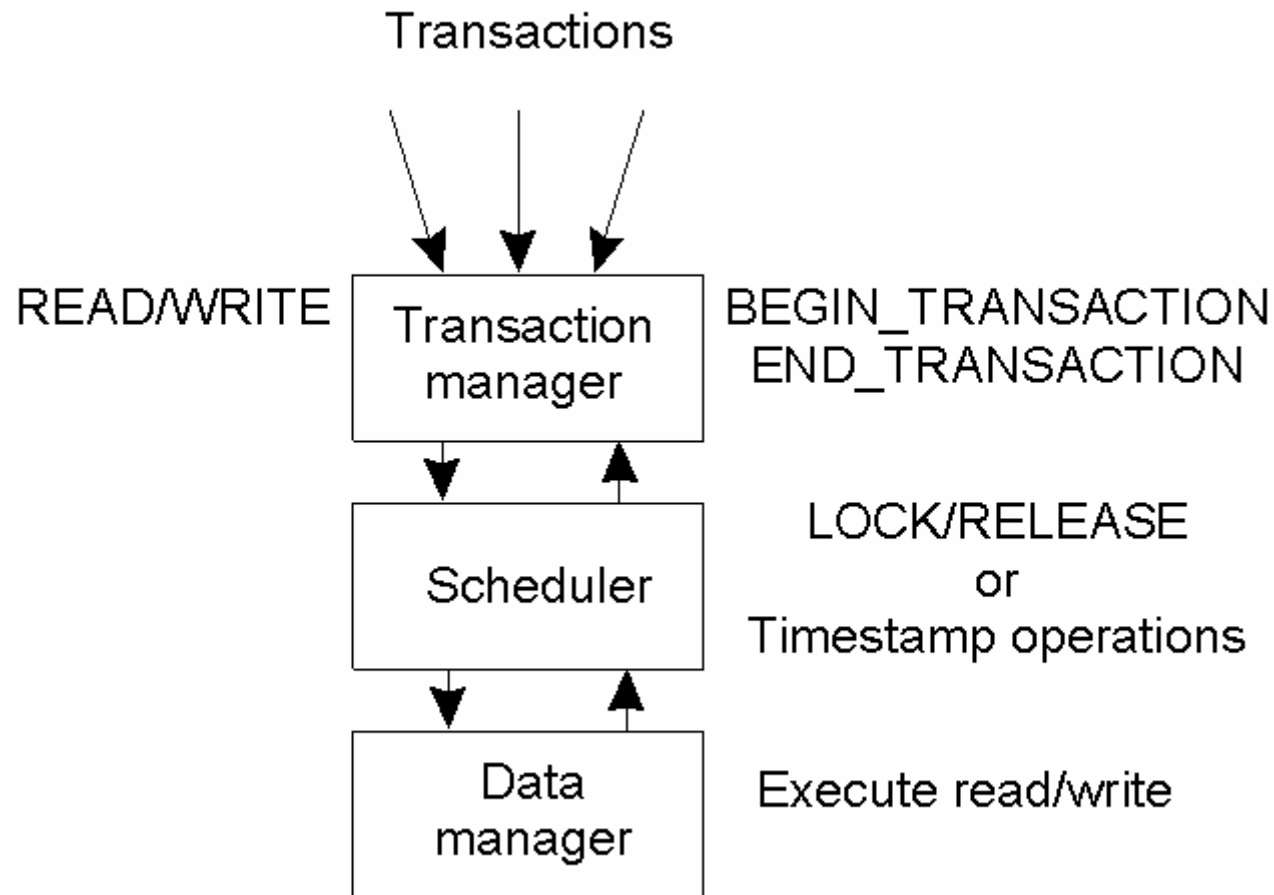 Transactions
READ/WRITE
Transaction
manager
BEGIN_TRANSACTION
END_TRANSACTION
Scheduler
LOCK/RELEASE
or
Timestamp operations
Data
manager
Execute read/write